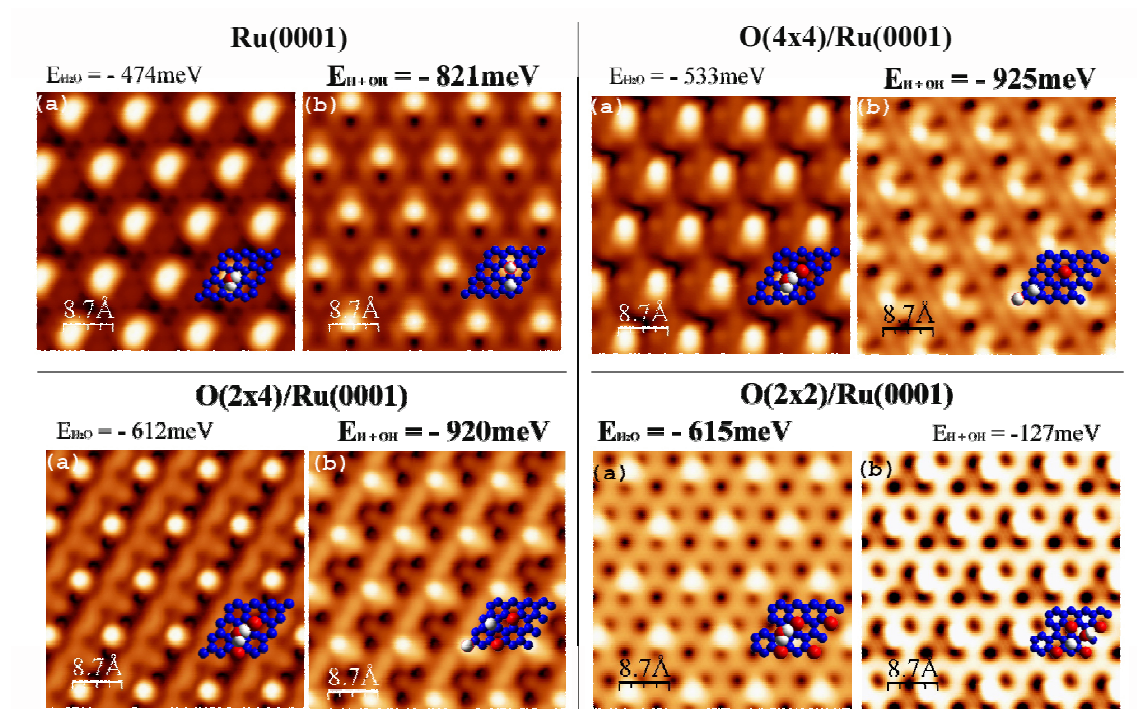 Ru(0001)
E_H₂O = - 474meV
E_H + OH = - 821meV
(a)
(b)
8.7Å
8.7Å
O(4x4)/Ru(0001)
E_H₂O = - 533meV
E_H + OH = - 925meV
(a)
(b)
8.7Å
8.7Å
O(2x4)/Ru(0001)
E_H₂O = - 612meV
E_H + OH = - 920meV
(a)
(b)
8.7Å
8.7Å
O(2x2)/Ru(0001)
E_H₂O = - 615meV
E_H + OH = -127meV
(a)
(b)
8.7Å
8.7Å